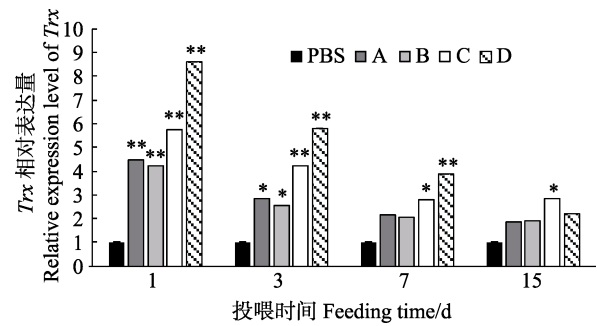 Trx 相对表达量
Relative expression level of Trx
10
9
8
7
6
5
4
3
2
1
0
PBS A B C D
** ** ** **
* * ** **
* **
*
1 3 7 15
投喂时间 Feeding time/d